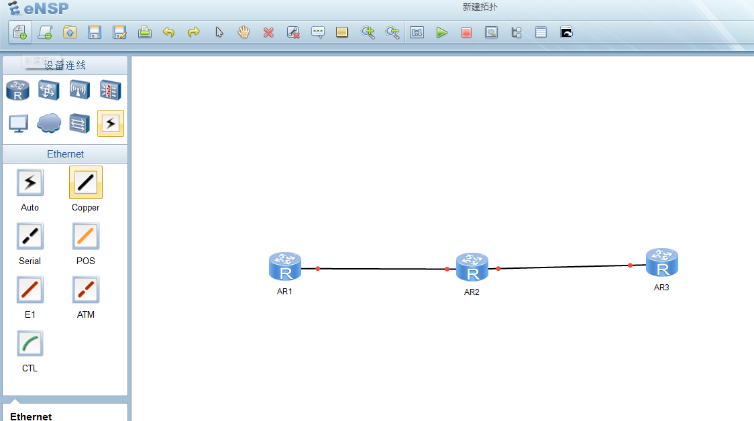 eNSP
新建拓扑
设备连线
R
Ethernet
Auto
Copper
Serial
POS
E1
ATM
CTL
Ethernet
R
R
R
AR1
AR2
AR3